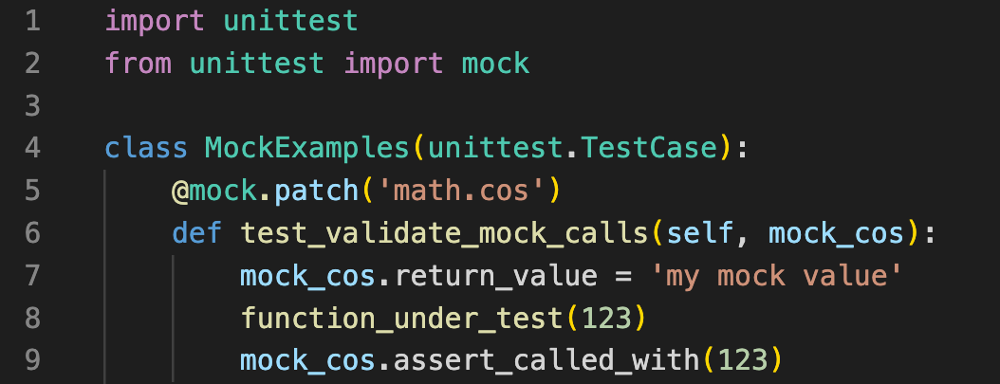 1 import unittest
2 from unittest import mock
3
4 class MockExamples(unittest.TestCase):
5     @mock.patch('math.cos')
6     def test_validate_mock_calls(self, mock_cos):
7         mock_cos.return_value = 'my mock value'
8         function_under_test(123)
9         mock_cos.assert_called_with(123)